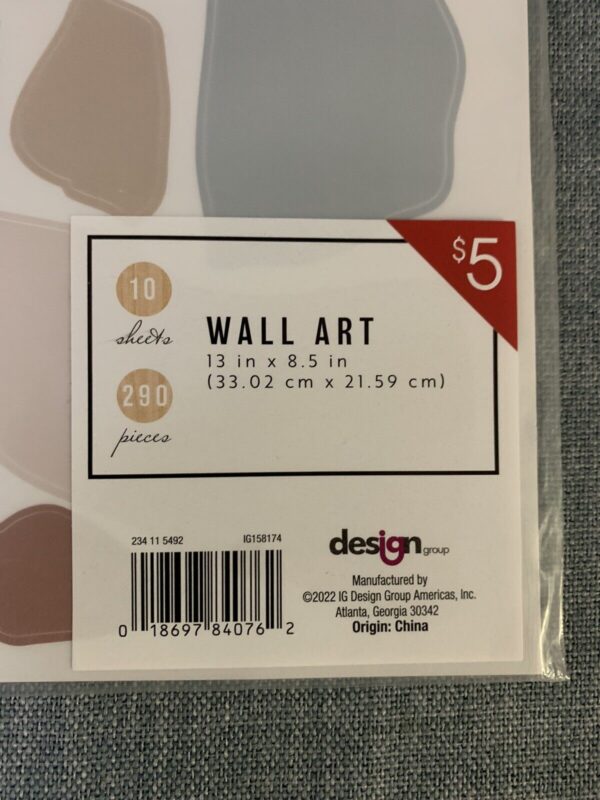 $5
10
sheets
WALL ART
13 in x 8.5 in
(33.02 cm x 21.59 cm)
290
pieces
234 11 5492 IG158174
0 18697 84076 2
design group
Manufactured by
©2022 IG Design Group Americas, Inc.
Atlanta, Georgia 30342
Origin: China